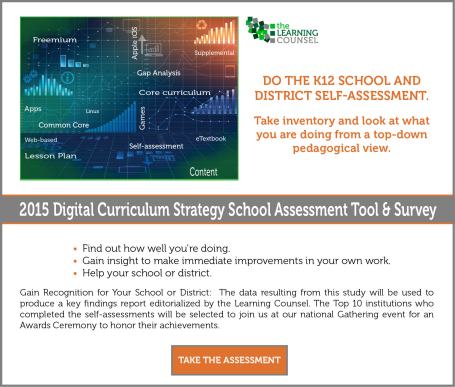 Freemium
Apple iOS
Supplemental
Gap Analysis
Apps
Core curriculum
Linux
Common Core
Games
Web-based
Self-assessment
eTextbook
Lesson Plan
Content
the
LEARNING
COUNSEL
DO THE K12 SCHOOL AND
DISTRICT SELF-ASSESSMENT.
Take inventory and look at what
you are doing from a top-down
pedagogical view.
2015 Digital Curriculum Strategy School Assessment Tool & Survey
• Find out how well you're doing.
• Gain insight to make immediate improvements in your own work.
• Help your school or district.
Gain Recognition for Your School or District: The data resulting from this study will be used to
produce a key findings report editorialized by the Learning Counsel. The Top 10 institutions who
completed the self-assessments will be selected to join us at our national Gathering event for an
Awards Ceremony to honor their achievements.
TAKE THE ASSESSMENT